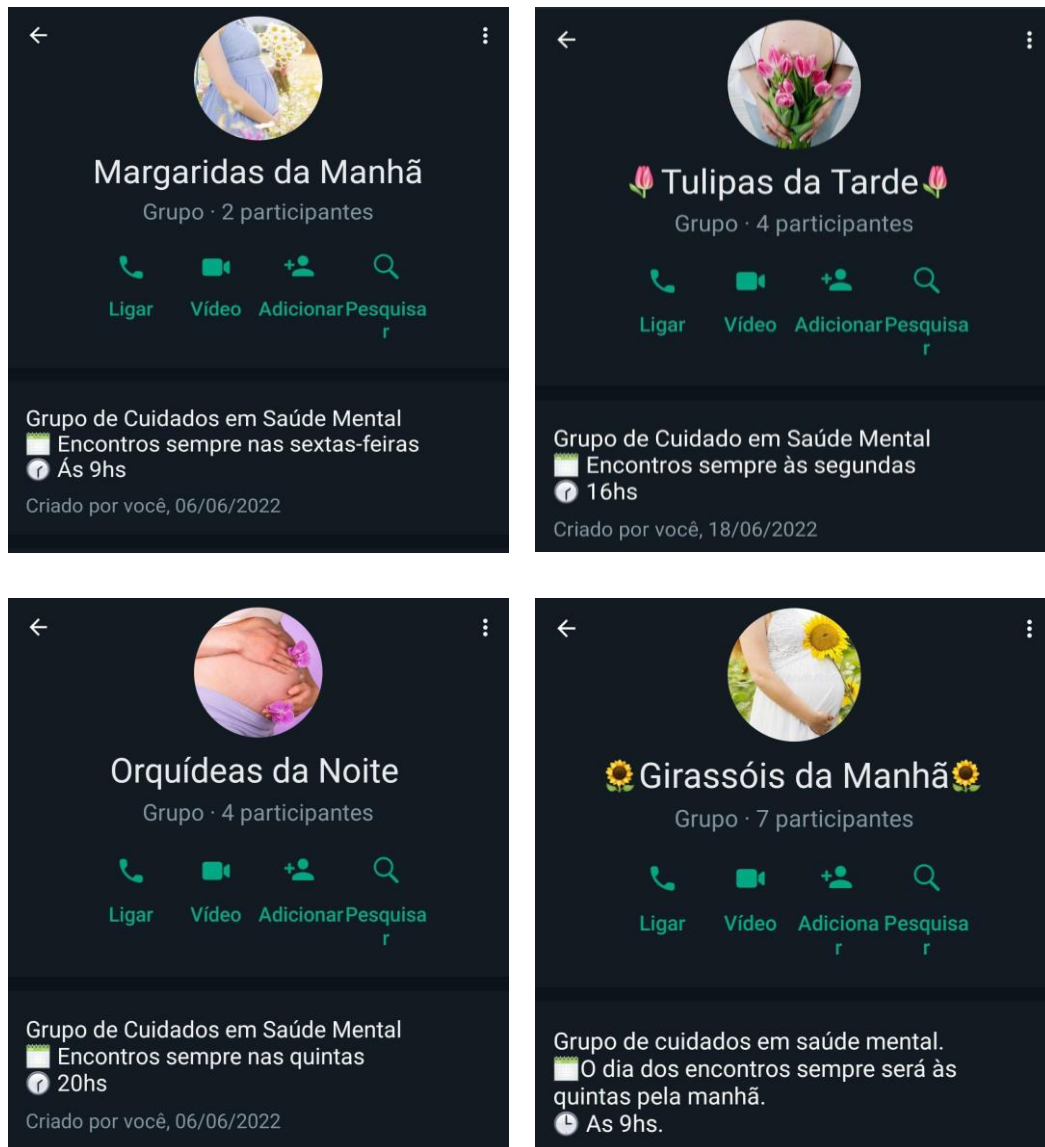 Margaridas da Manhã
Grupo · 2 participantes
Ligar Vídeo Adicionar Pesquisa
r
Grupo de Cuidados em Saúde Mental
🗓️ Encontros sempre nas sextas-feiras
🕜 Ás 9hs
Criado por você, 06/06/2022
🌷Tulipas da Tarde🌷
Grupo · 4 participantes
Ligar Vídeo Adicionar Pesquisa
r
Grupo de Cuidado em Saúde Mental
🗓️ Encontros sempre às segundas
🕜 16hs
Criado por você, 18/06/2022
Orquídeas da Noite
Grupo · 4 participantes
Ligar Vídeo Adicionar Pesquisa
r
Grupo de Cuidados em Saúde Mental
🗓️ Encontros sempre nas quintas
🕜 20hs
Criado por você, 06/06/2022
🌻Girassóis da Manhã🌻
Grupo · 7 participantes
Ligar Vídeo Adiciona Pesquisa
r r
Grupo de cuidados em saúde mental.
🗓️O dia dos encontros sempre será às
quintas pela manhã.
🕒 As 9hs.